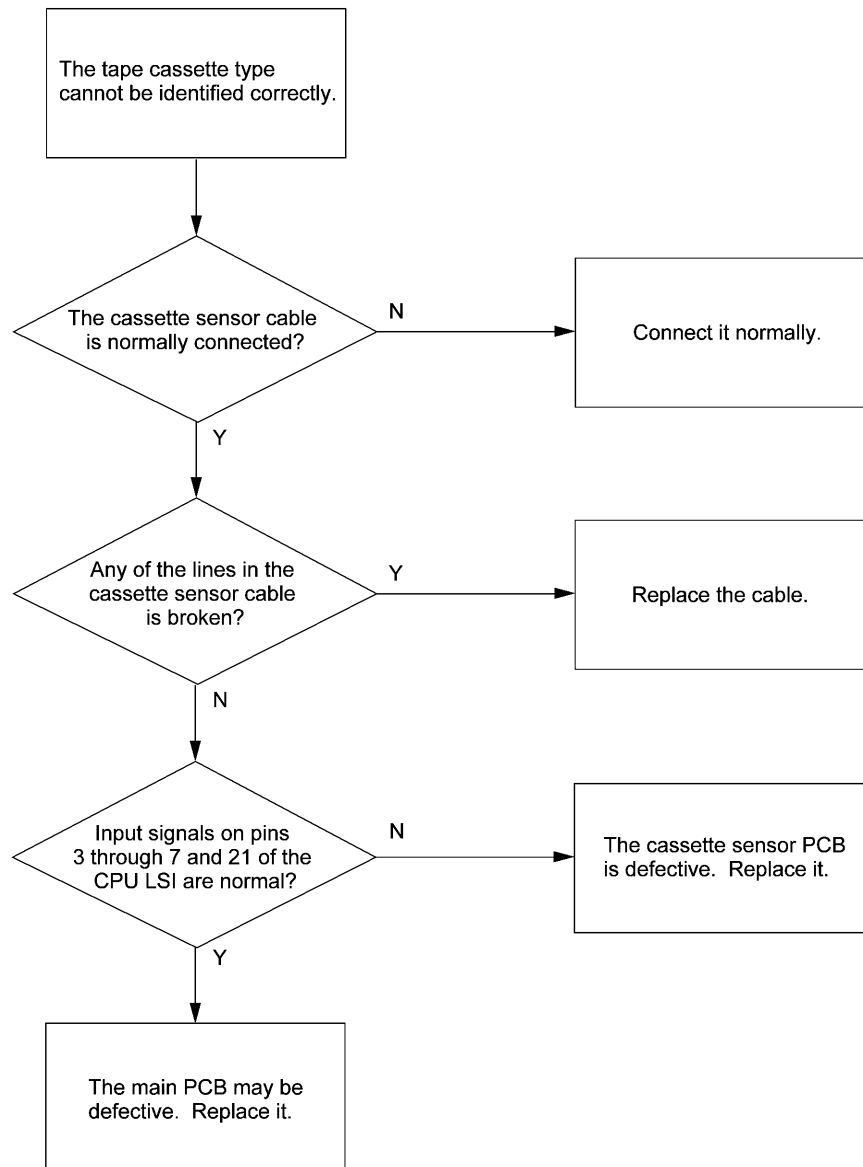 The tape cassette type
cannot be identified correctly.
The cassette sensor cable
is normally connected?
N
Connect it normally.
Y
Any of the lines in the
cassette sensor cable
is broken?
Y
Replace the cable.
N
Input signals on pins
3 through 7 and 21 of the
CPU LSI are normal?
N
The cassette sensor PCB
is defective.  Replace it.
Y
The main PCB may be
defective.  Replace it.